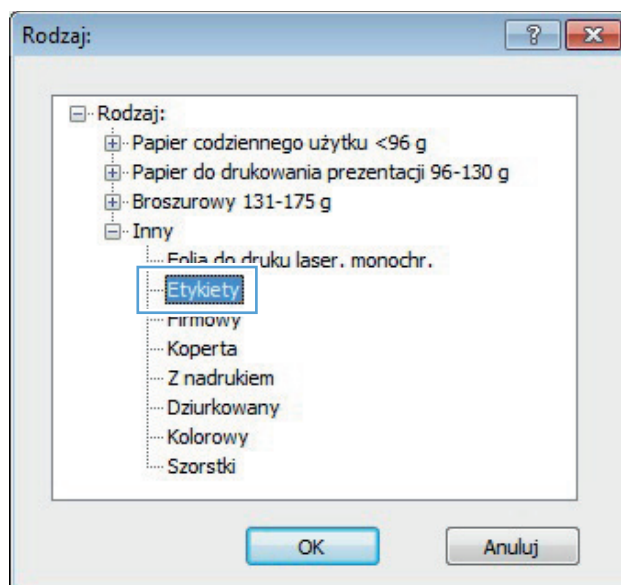 Rodzaj:
Rodzaj:
Papier codziennego użytku <96 g
Papier do drukowania prezentacji 96-130 g
Broszurowy 131-175 g
Inny
Folia do druku laser. monochr.
Etykiety
Firmowy
Koperta
Z nadrukiem
Dziurkowany
Kolorowy
Szorstki
OK
Anuluj